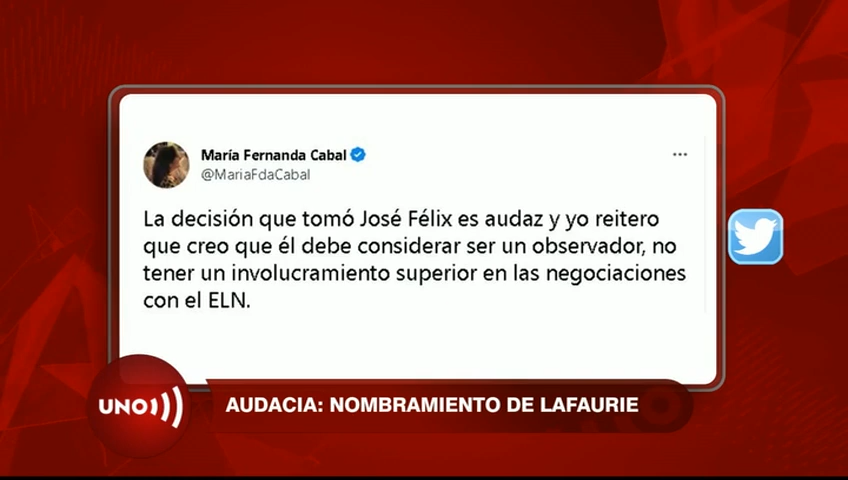 María Fernanda Cabal
@MariaFdaCabal
La decisión que tomó José Félix es audaz y yo reitero
que creo que él debe considerar ser un observador, no
tener un involucramiento superior en las negociaciones
con el ELN.
UNO
AUDACIA: NOMBRAMIENTO DE LAFAURIE